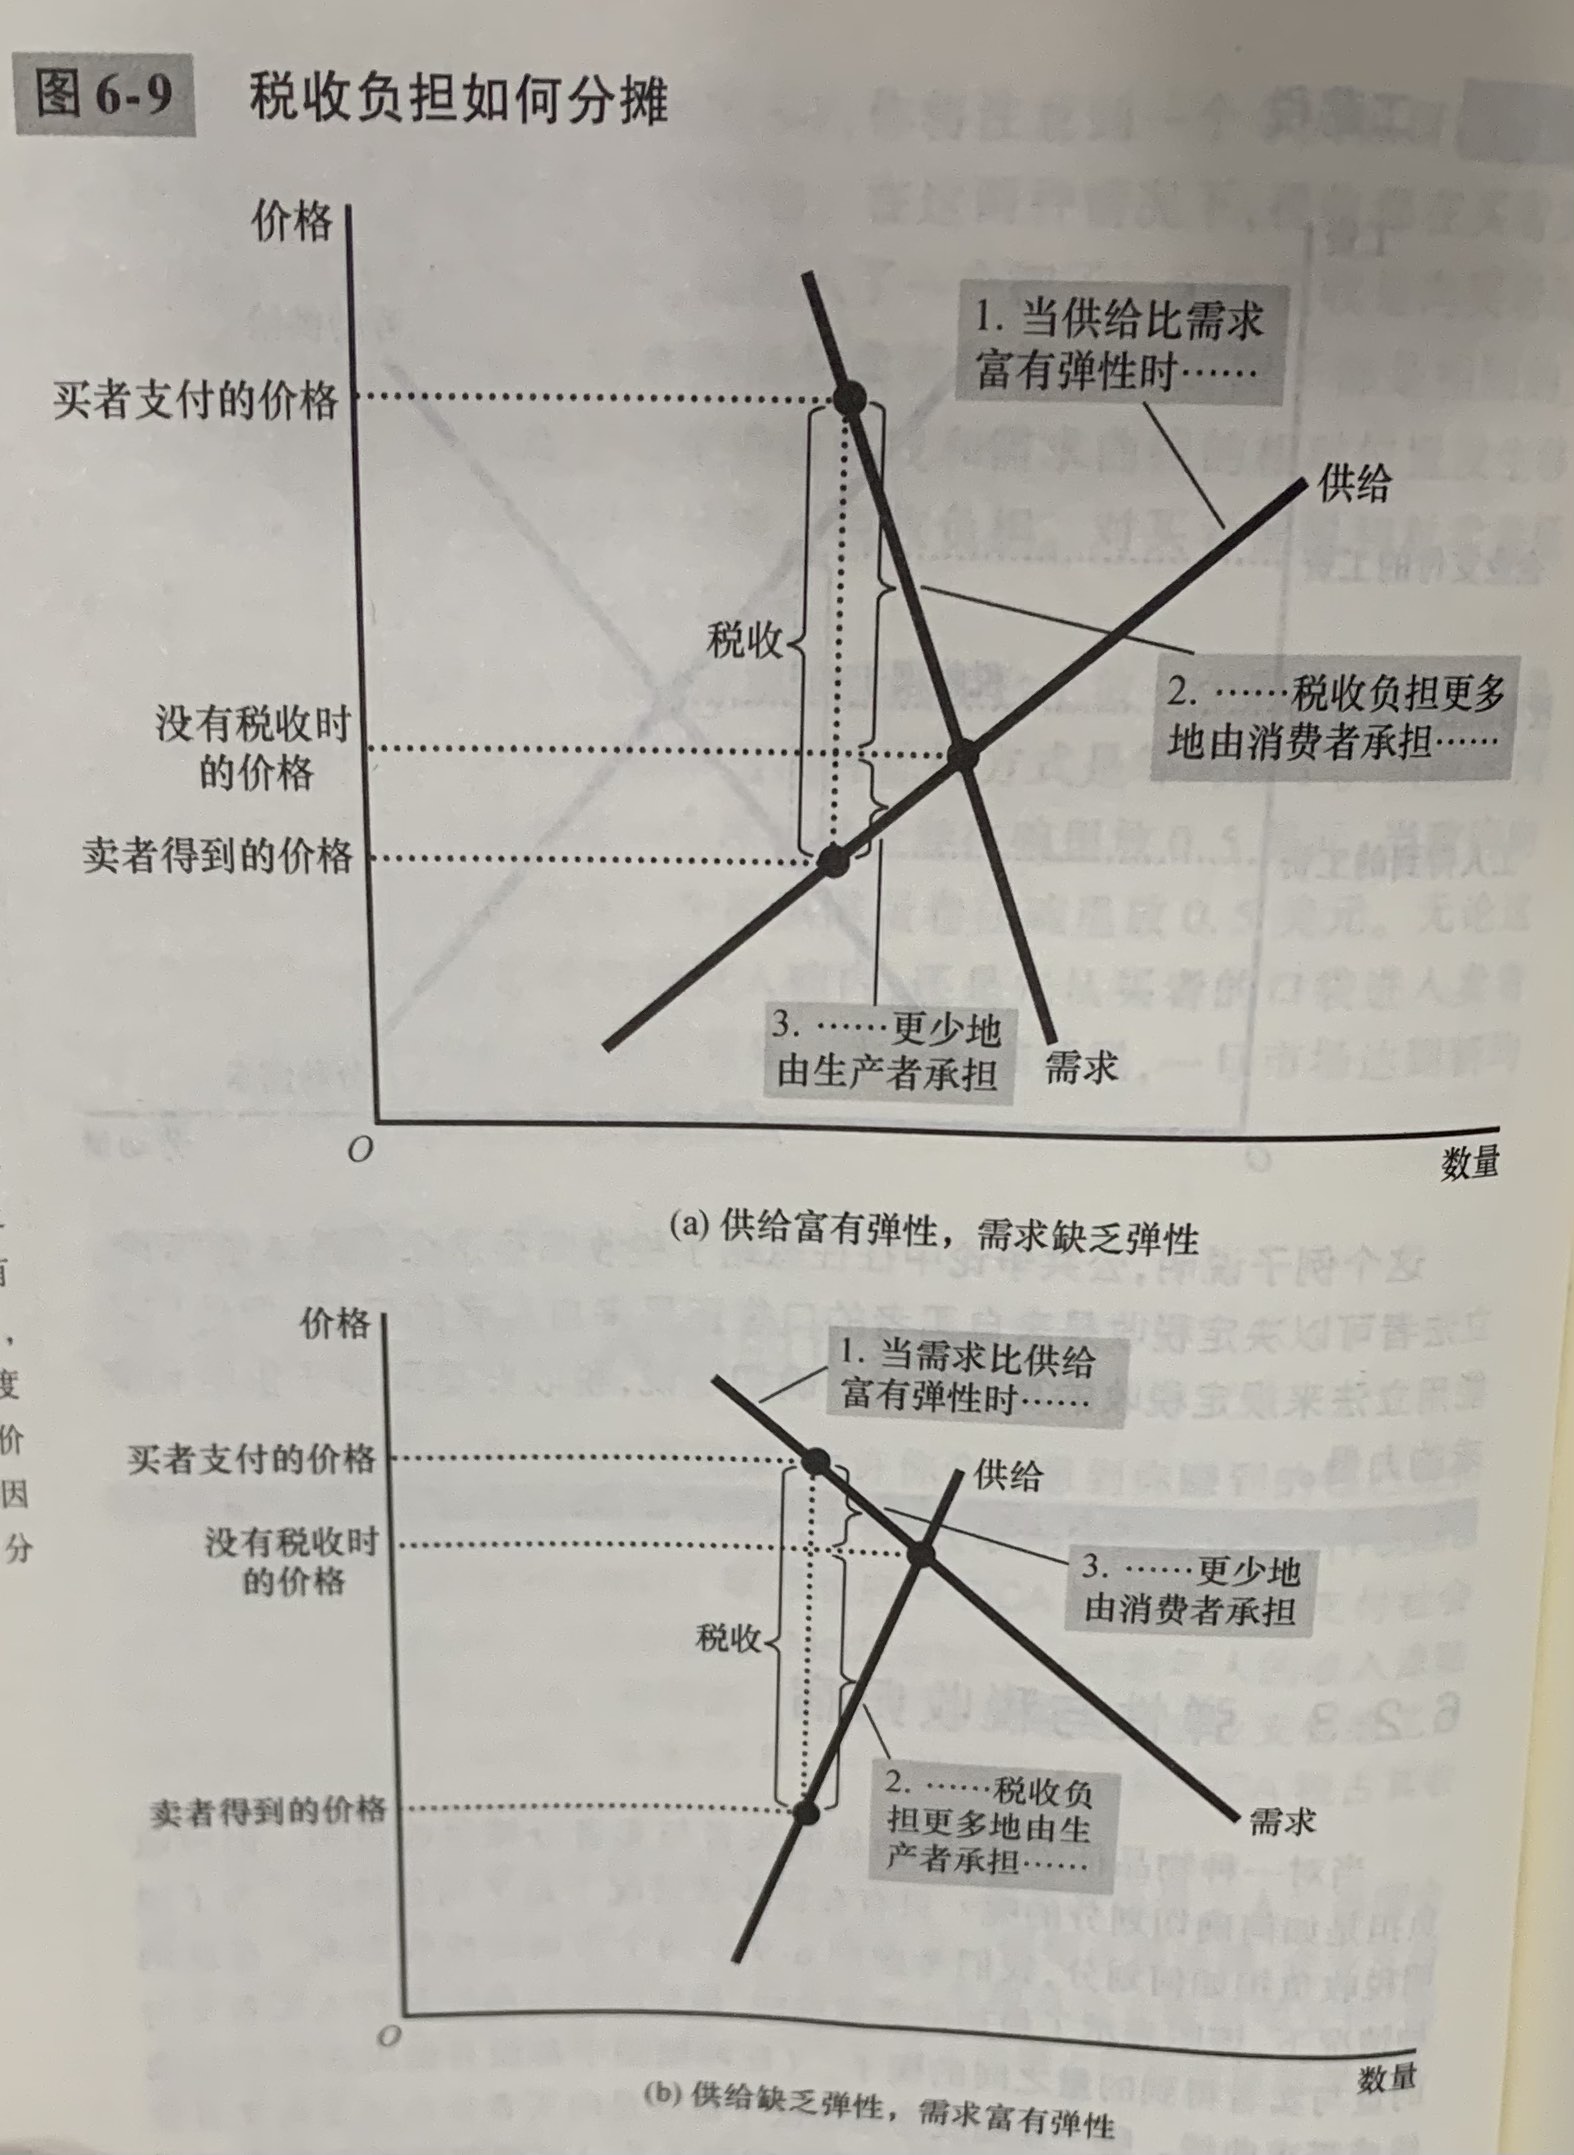 图 6-9 税收负担如何分摊
价格
1. 当供给比需求
富有弹性时……
买者支付的价格
供给
税收
2. ……税收负担更多
地由消费者承担……
没有税收时
的价格
卖者得到的价格
3. ……更少地
由生产者承担
需求
O
数量
(a) 供给富有弹性，需求缺乏弹性
价格
1. 当需求比供给
富有弹性时……
买者支付的价格
供给
没有税收时
的价格
3. ……更少地
由消费者承担
税收
2. ……税收负
担更多地由生
产者承担……
卖者得到的价格
需求
O
数量
(b) 供给缺乏弹性，需求富有弹性
，
度
价
因
分